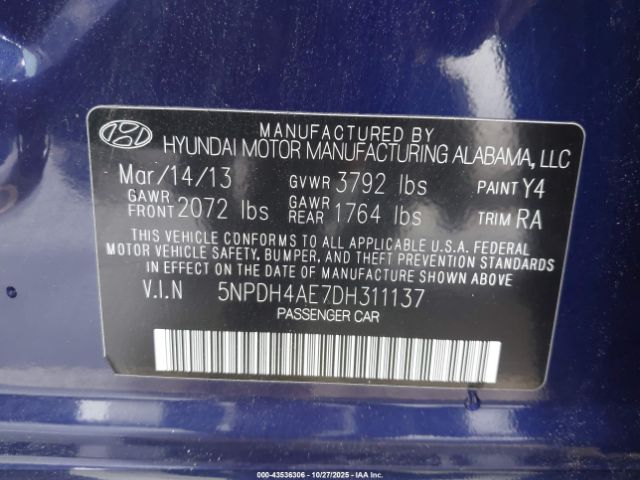 MANUFACTURED BY
HYUNDAI MOTOR MANUFACTURING ALABAMA, LLC
Mar/14/13 GVWR 3792 lbs PAINT Y4
GAWR FRONT 2072 lbs GAWR REAR 1764 lbs TRIM RA
THIS VEHICLE CONFORMS TO ALL APPLICABLE U.S.A. FEDERAL
MOTOR VEHICLE SAFETY, BUMPER, AND THEFT PREVENTION STANDARDS
IN EFFECT ON THE DATE OF MANUFACTURE SHOWN ABOVE
V.I.N 5NPDH4AE7DH311137
PASSENGER CAR
000-43536306 - 10/27/2025 - IAA, Inc.